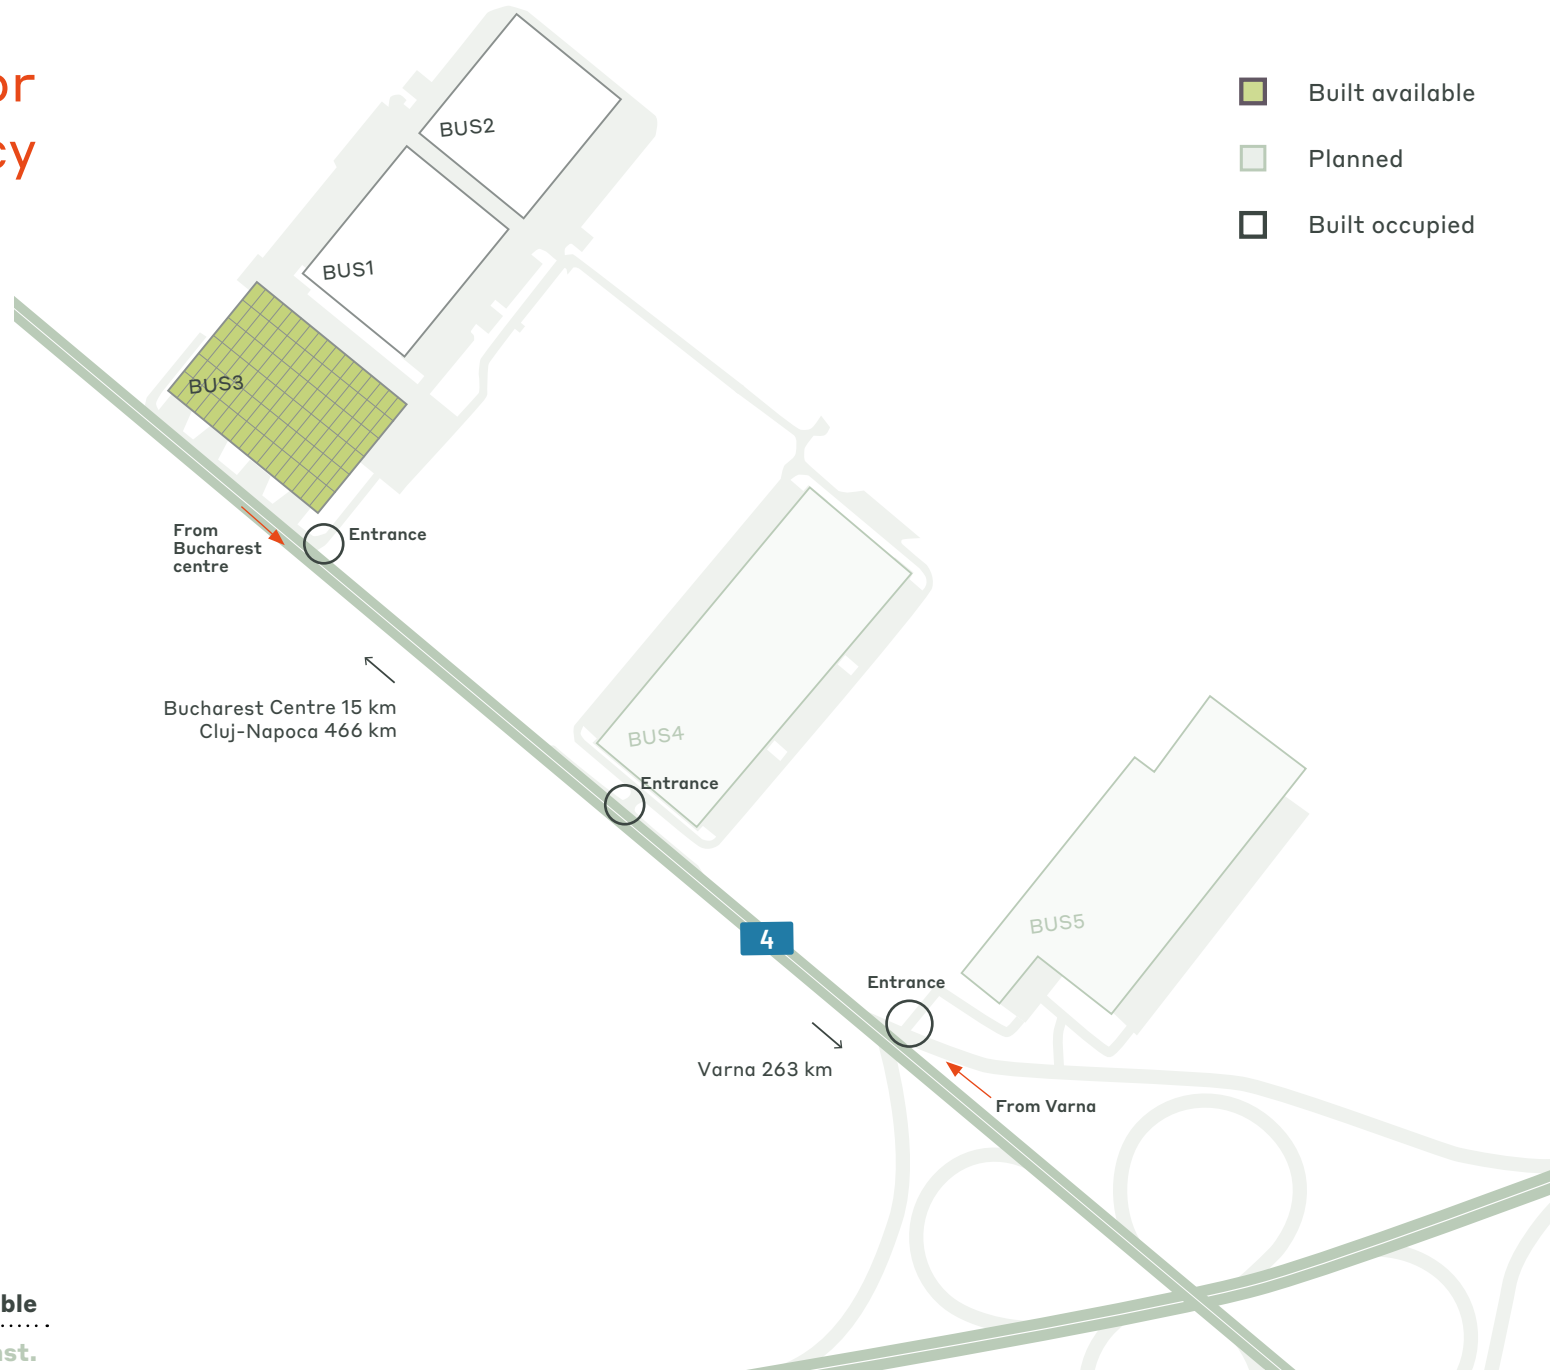 or
cy
Built available
Planned
Built occupied
BUS2
BUS1
BUS3
From
Bucharest
centre
Entrance
Bucharest Centre 15 km
Cluj-Napoca 466 km
BUS4
Entrance
BUS5
4
Entrance
Varna 263 km
From Varna
ble
st.